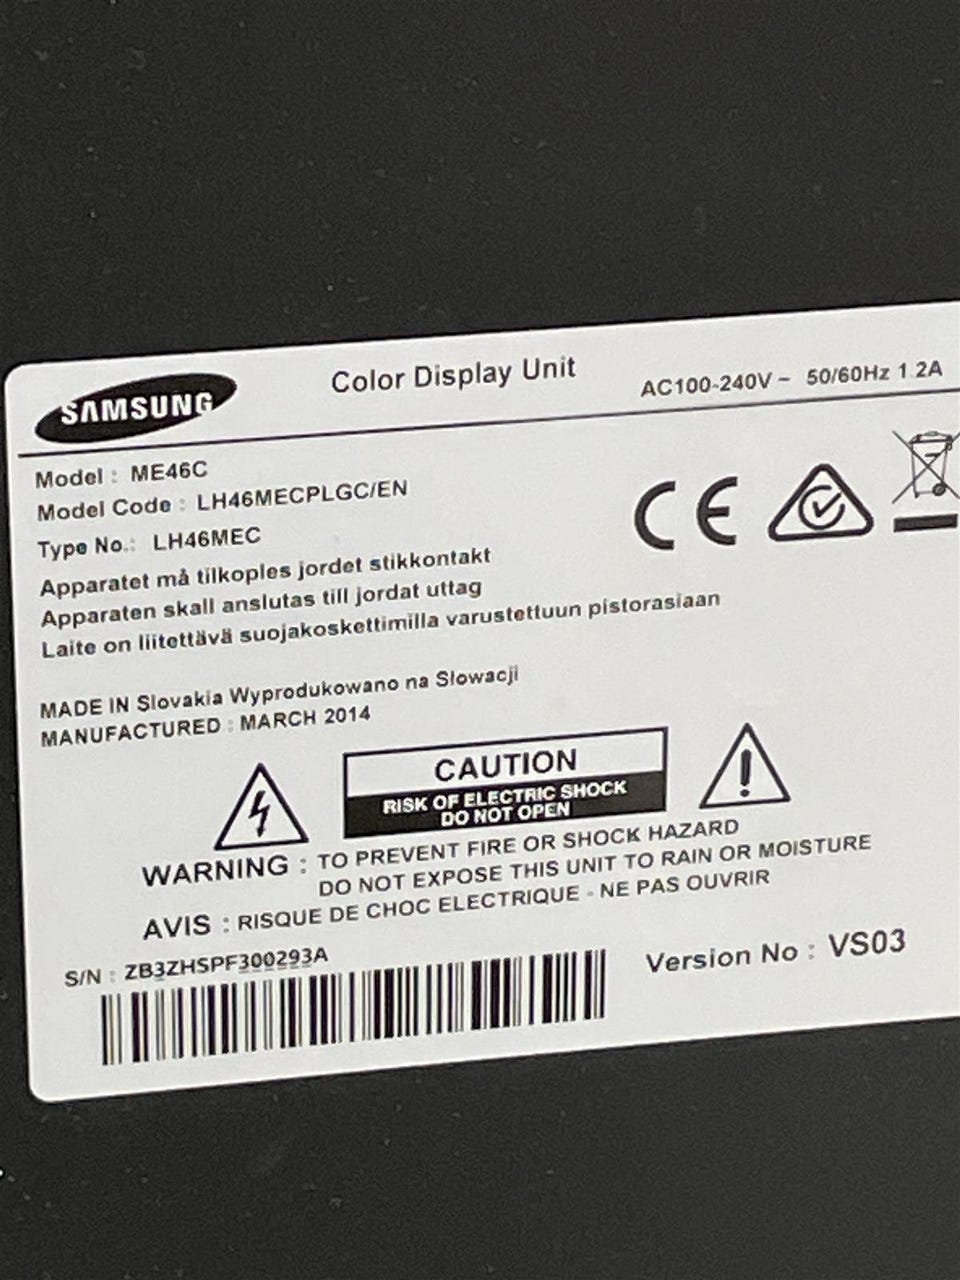 SAMSUNG
Color Display Unit
AC100-240V~ 50/60Hz 1.2A
Model : ME46C
Model Code : LH46MECPLGC/EN
Type No.: LH46MEC
Apparatet må tilkoples jordet stikkontakt
Apparaten skall anslutas till jordat uttag
Laite on liitettävä suojakoskettimilla varustettuun pistorasiaan
CE
MADE IN Slovakia Wyprodukowano na Słowacji
MANUFACTURED : MARCH 2014
CAUTION
RISK OF ELECTRIC SHOCK
DO NOT OPEN
WARNING : TO PREVENT FIRE OR SHOCK HAZARD
DO NOT EXPOSE THIS UNIT TO RAIN OR MOISTURE
AVIS : RISQUE DE CHOC ELECTRIQUE - NE PAS OUVRIR
S/N : ZB3ZHSPF300293A
Version No : VS03